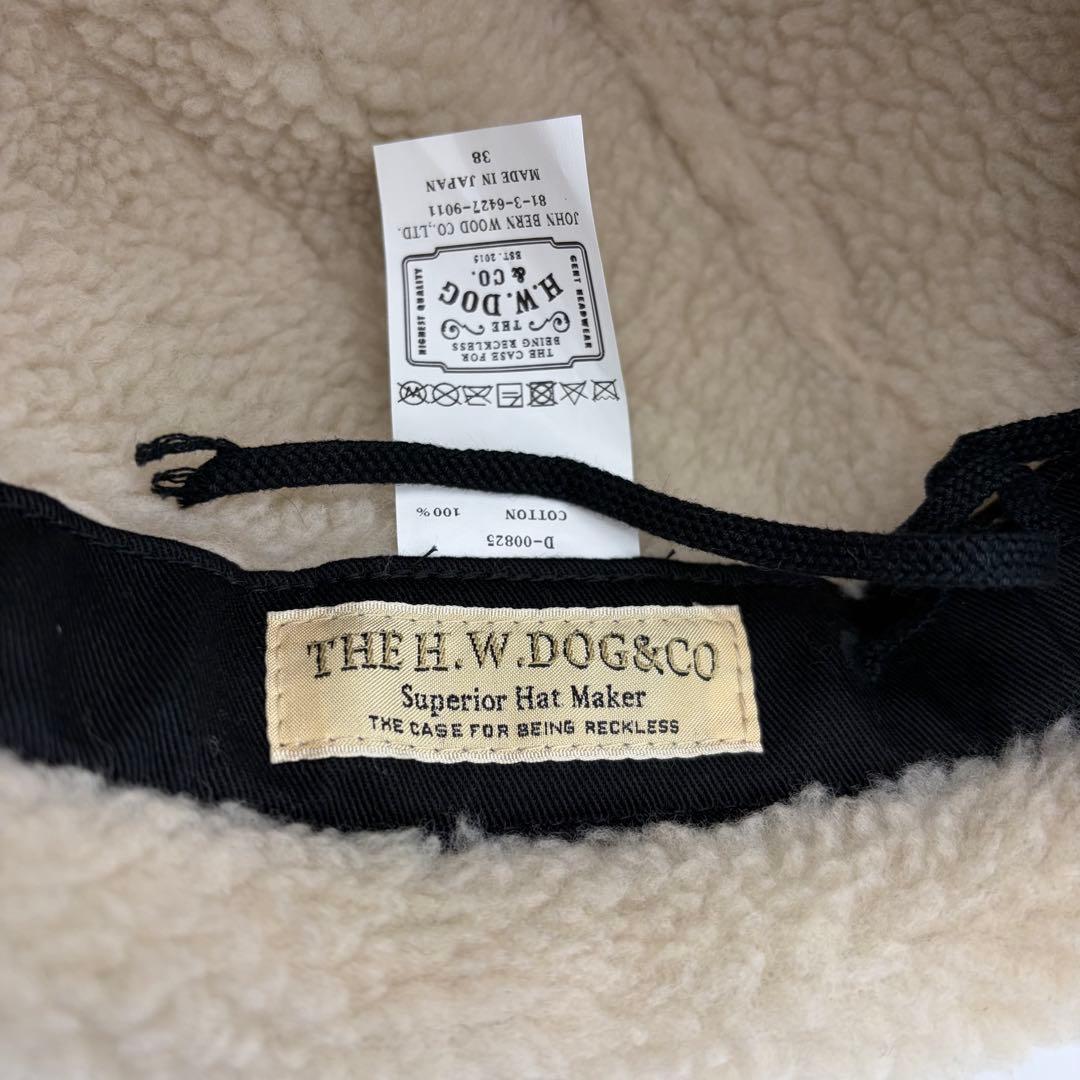 D-00825
COTTON 100%
THE CASE FOR
BEING RECKLESS
THE
H.W.DOG
& CO.
EST. 2015
HIGHEST QUALITY
GENT HEADWEAR
JOHN BERN WOOD CO.,LTD.
81-3-6427-9011
MADE IN JAPAN
38
THE H.W.DOG&CO
Superior Hat Maker
THE CASE FOR BEING RECKLESS